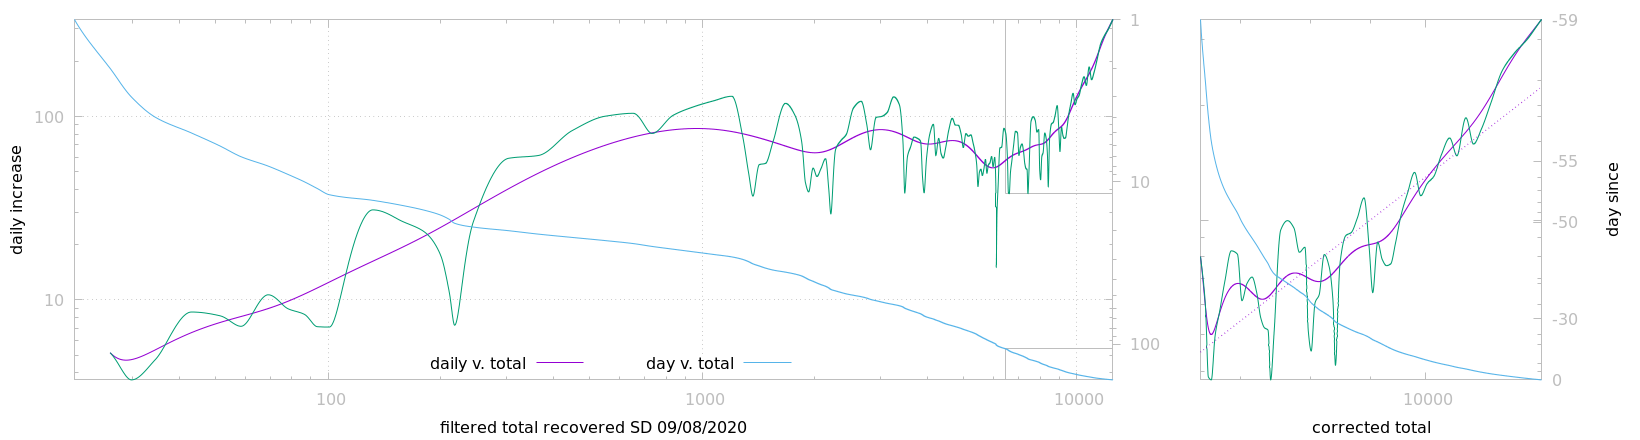 daily increase
100
10
100
1000
10000
filtered total recovered SD 09/08/2020
daily v. total
day v. total
1
10
100
10000
corrected total
-59
-55
-50
-30
0
day since